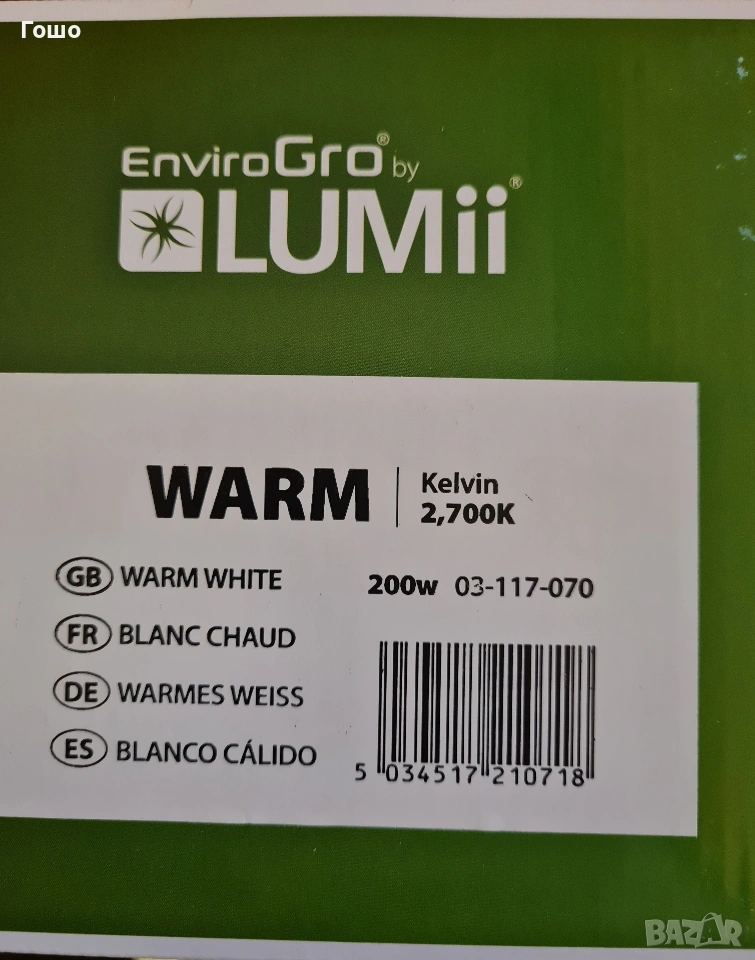 Гошо
EnviroGro® by
LUMii®
WARM
Kelvin
2,700K
GB WARM WHITE
200w 03-117-070
FR BLANC CHAUD
DE WARMES WEISS
ES BLANCO CÁLIDO
5 034517 210718
BAZAR